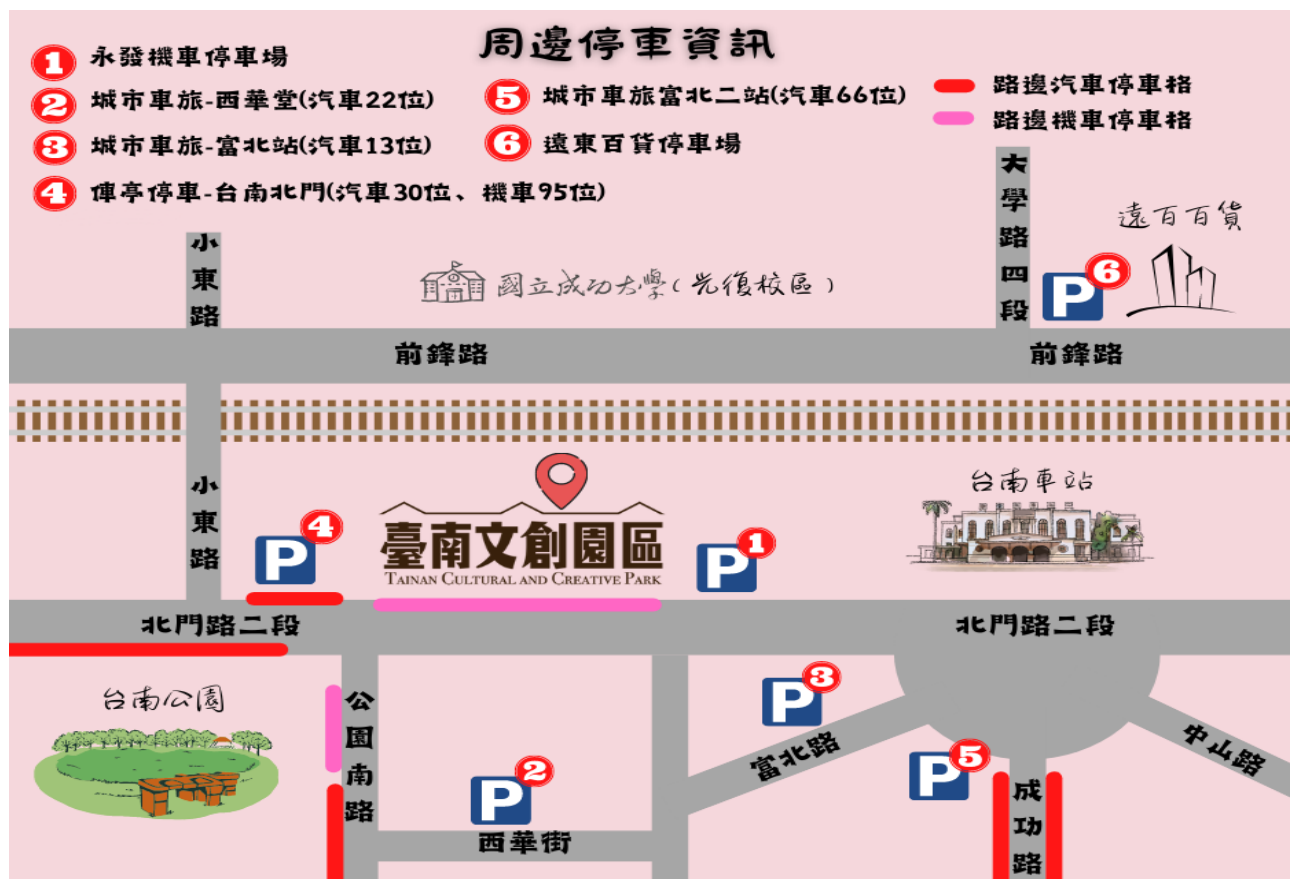 周邊停車資訊
1 永發機車停車場
2 城市車旅-西華堂(汽車22位)
3 城市車旅-富北站(汽車13位)
4 俥亭停車-台南北門(汽車30位、機車95位)
5 城市車旅富北二站(汽車66位)
6 遠東百貨停車場
路邊汽車停車格
路邊機車停車格
大學路四段
遠百百貨
P 6
小東路
國立成功大學(光復校區)
前鋒路
前鋒路
小東路
P 4
臺南文創園區
TAINAN CULTURAL AND CREATIVE PARK
P 1
台南車站
北門路二段
北門路二段
台南公園
公園南路
P 2
西華街
P 3
富北路
P 5
成功路
中山路